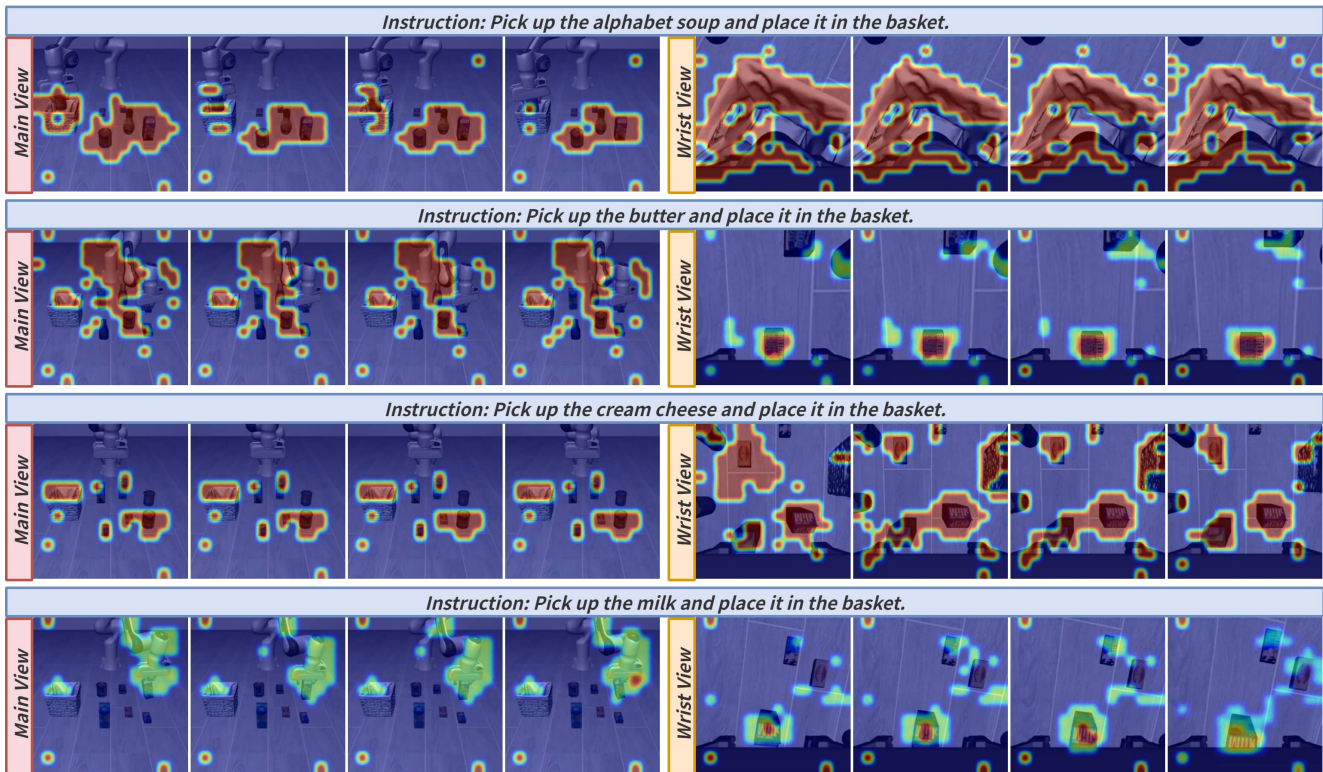 Instruction: Pick up the alphabet soup and place it in the basket.
Main View
Wrist View
Instruction: Pick up the butter and place it in the basket.
Main View
Wrist View
Instruction: Pick up the cream cheese and place it in the basket.
Main View
Wrist View
Instruction: Pick up the milk and place it in the basket.
Main View
Wrist View